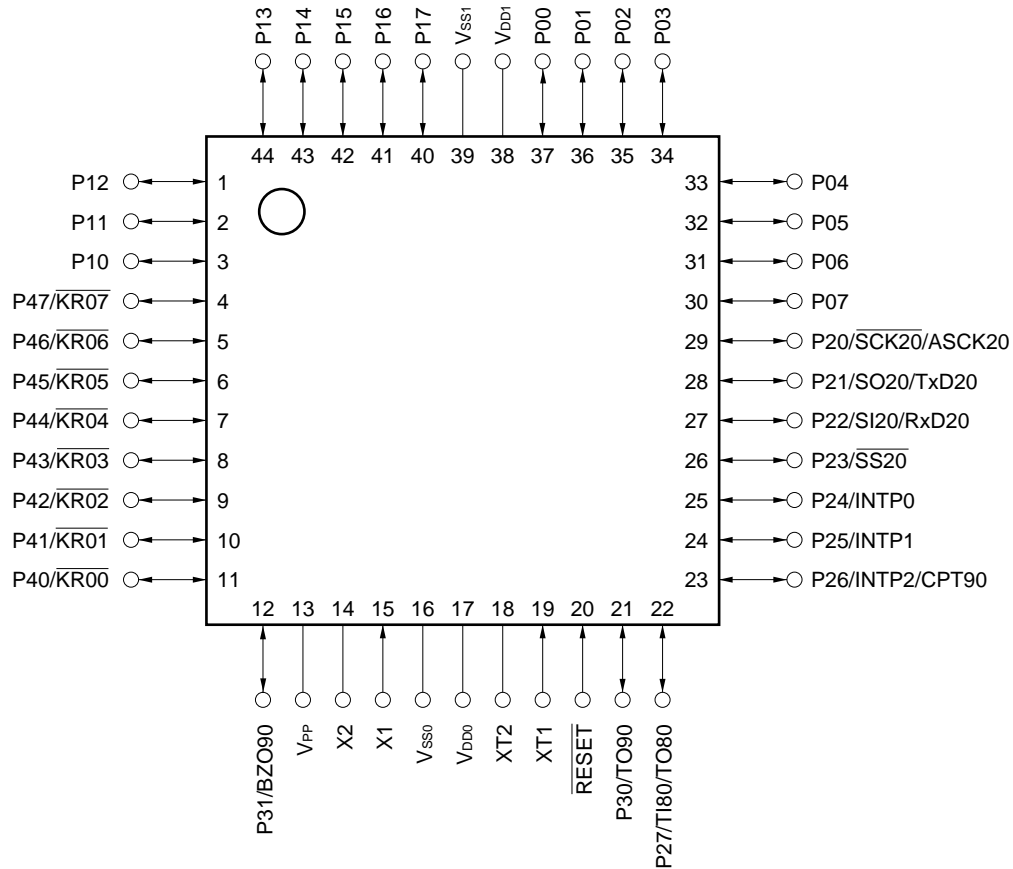 P13 P14 P15 P16 P17 VSS1 VDD1 P00 P01 P02 P03
44 43 42 41 40 39 38 37 36 35 34
P12 1 33 P04
P11 2 32 P05
P10 3 31 P06
P47/KR07 4 30 P07
P46/KR06 5 29 P20/SCK20/ASCK20
P45/KR05 6 28 P21/SO20/TxD20
P44/KR04 7 27 P22/SI20/RxD20
P43/KR03 8 26 P23/SS20
P42/KR02 9 25 P24/INTP0
P41/KR01 10 24 P25/INTP1
P40/KR00 11 23 P26/INTP2/CPT90
12 13 14 15 16 17 18 19 20 21 22
P31/BZO90 VPP X2 X1 VSS0 VDD0 XT2 XT1 RESET P30/TO90 P27/TI80/TO80